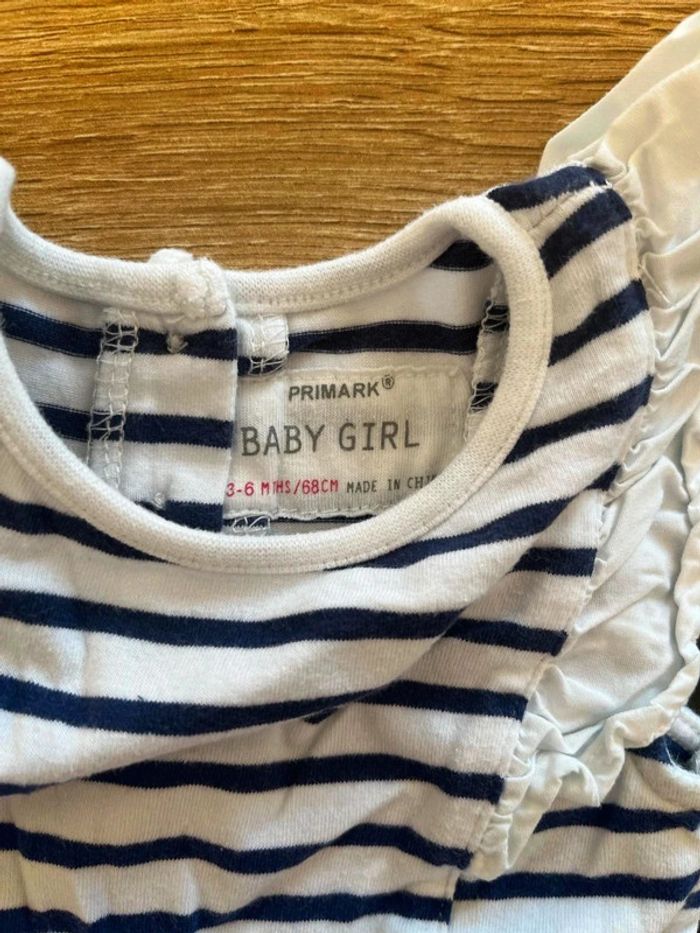 PRIMARK®
BABY GIRL
3-6 MTHS/68CM MADE IN